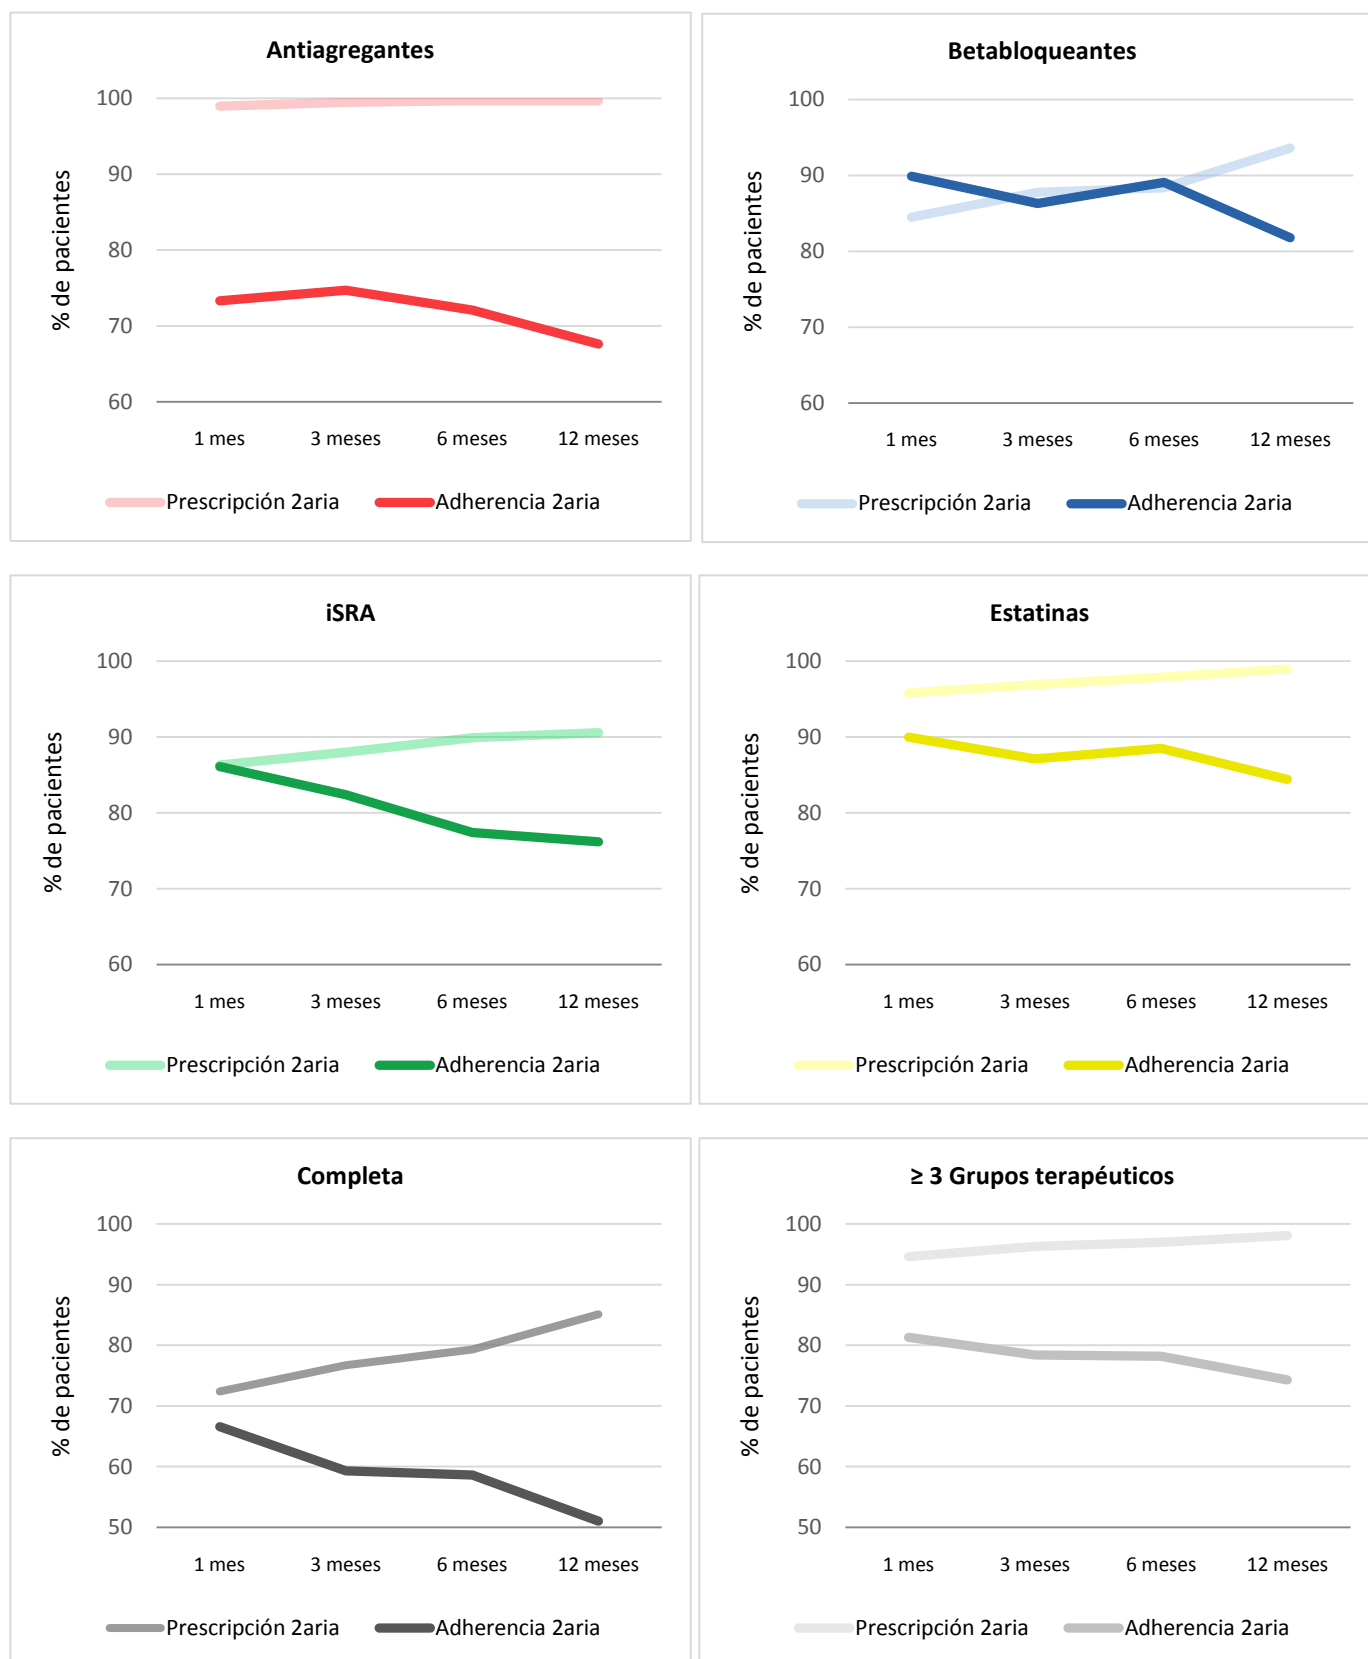 Antiagregantes
% de pacientes
100
90
80
70
60
1 mes 3 meses 6 meses 12 meses
Prescripción 2aria Adherencia 2aria
Betabloqueantes
% de pacientes
100
90
80
70
60
1 mes 3 meses 6 meses 12 meses
Prescripción 2aria Adherencia 2aria
iSRA
% de pacientes
100
90
80
70
60
1 mes 3 meses 6 meses 12 meses
Prescripción 2aria Adherencia 2aria
Estatinas
% de pacientes
100
90
80
70
60
1 mes 3 meses 6 meses 12 meses
Prescripción 2aria Adherencia 2aria
Completa
% de pacientes
100
90
80
70
60
50
1 mes 3 meses 6 meses 12 meses
Prescripción 2aria Adherencia 2aria
≥ 3 Grupos terapéuticos
% de pacientes
100
90
80
70
60
50
1 mes 3 meses 6 meses 12 meses
Prescripción 2aria Adherencia 2aria